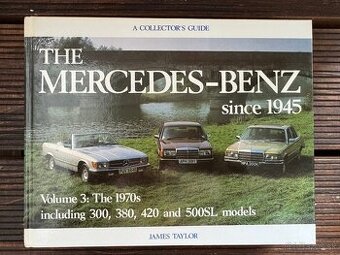 A COLLECTOR'S GUIDE
THE
MERCEDES-BENZ
since 1945
Volume 3: The 1970s
including 300, 380, 420 and 500SL models
JAMES TAYLOR